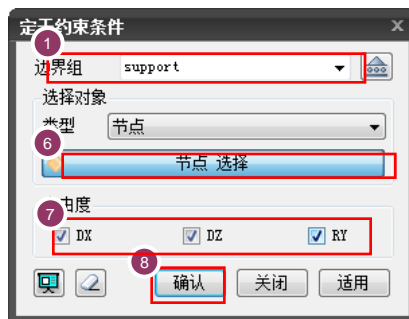 定于约束条件
x
1
边界组 support
选择对象
类型 节点
6
节点 选择
7
由度
DX DZ RY
8
确认 关闭 适用